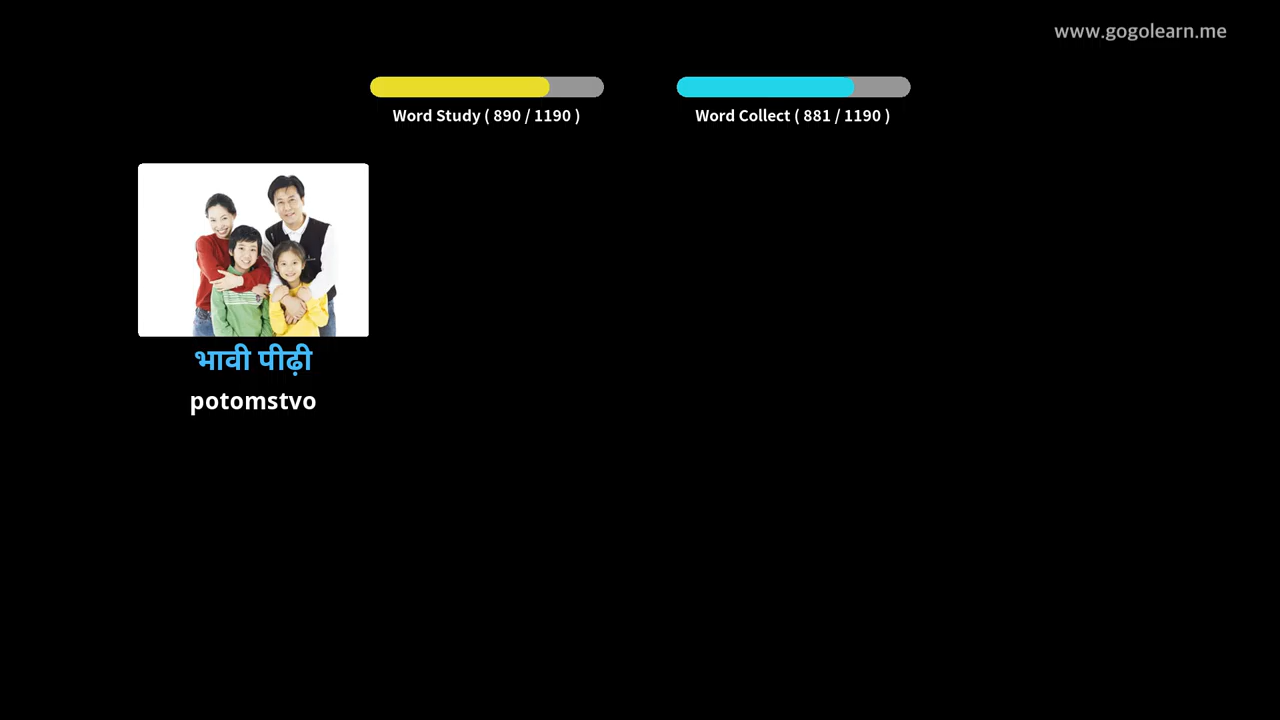 www.gogolearn.me
Word Study ( 890 / 1190 )
Word Collect ( 881 / 1190 )
भावी पीढ़ी
potomstvo